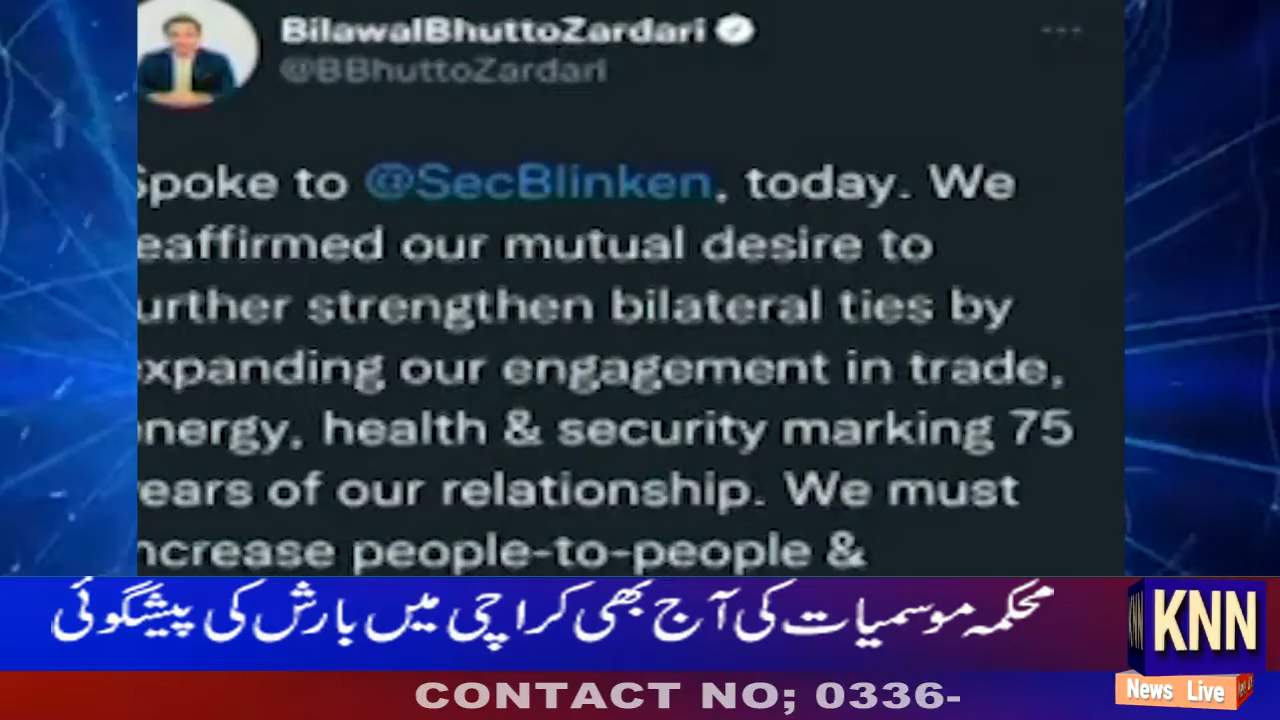 BilawalBhuttoZardari
@BBhuttoZardari
Spoke to @SecBlinken, today. We
eaffirmed our mutual desire to
urther strengthen bilateral ties by
xpanding our engagement in trade,
nergy, health & security marking 75
ears of our relationship. We must
ncrease people-to-people &
محکمہ موسمیات کی آج بھی کراچی میں بارش کی پیشگوئی
KNN
News Live
CONTACT NO; 0336-